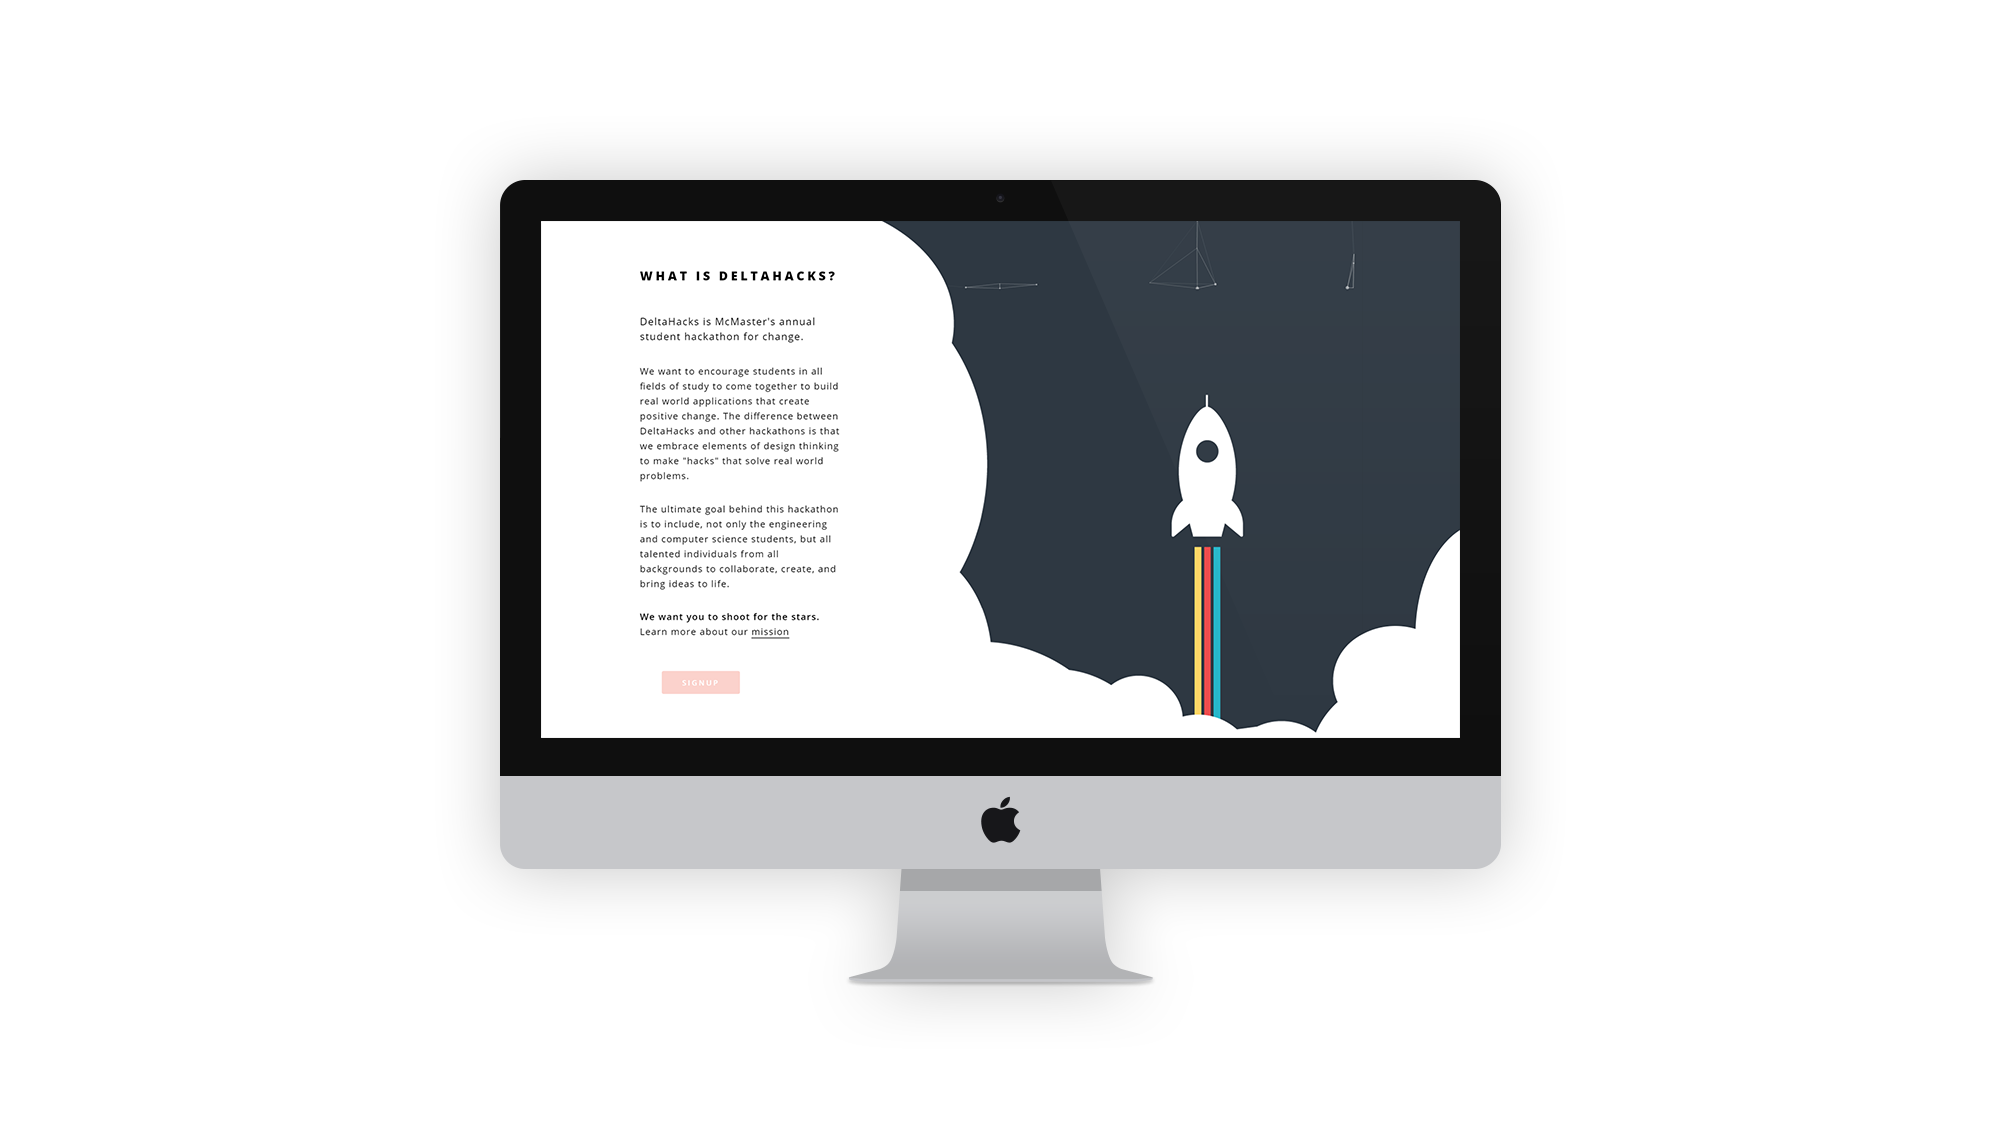 WHAT IS DELTAHACKS?
DeltaHacks is McMaster's annual
student hackathon for change.
We want to encourage students in all
fields of study to come together to build
real world applications that create
positive change. The difference between
DeltaHacks and other hackathons is that
we embrace elements of design thinking
to make "hacks" that solve real world
problems.
The ultimate goal behind this hackathon
is to include, not only the engineering
and computer science students, but all
talented individuals from all
backgrounds to collaborate, create, and
bring ideas to life.
We want you to shoot for the stars.
Learn more about our mission
SIGNUP